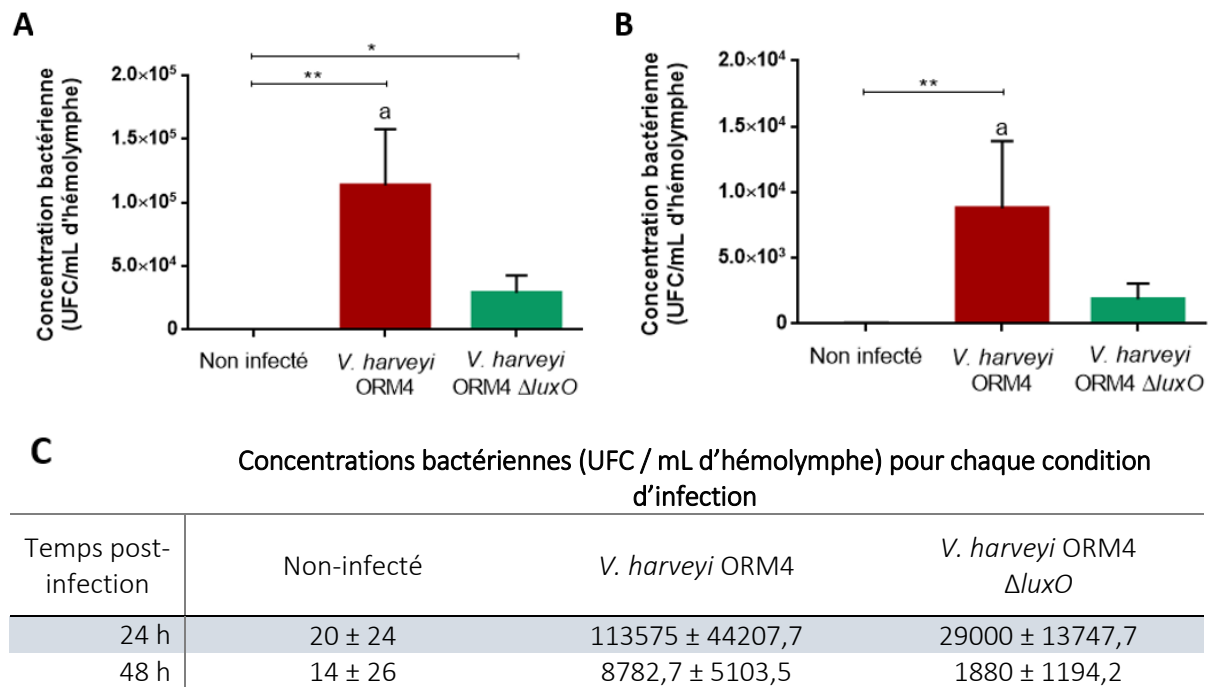 A
Concentration bactérienne
(UFC/mL d'hémolymphe)
2.0×10⁵
1.5×10⁵
1.0×10⁵
5.0×10⁴
0
*
**
a
Non infecté
V. harveyi
ORM4
V. harveyi
ORM4 ΔluxO
B
Concentration bactérienne
(UFC/mL d'hémolymphe)
2.0×10⁴
1.5×10⁴
1.0×10⁴
5.0×10³
0
**
a
Non infecté
V. harveyi
ORM4
V. harveyi
ORM4 ΔluxO
C
Concentrations bactériennes (UFC / mL d’hémolymphe) pour chaque condition
d’infection
Temps post-
infection
Non-infecté
V. harveyi ORM4
V. harveyi ORM4
ΔluxO
24 h 20 ± 24 113575 ± 44207,7 29000 ± 13747,7
48 h 14 ± 26 8782,7 ± 5103,5 1880 ± 1194,2